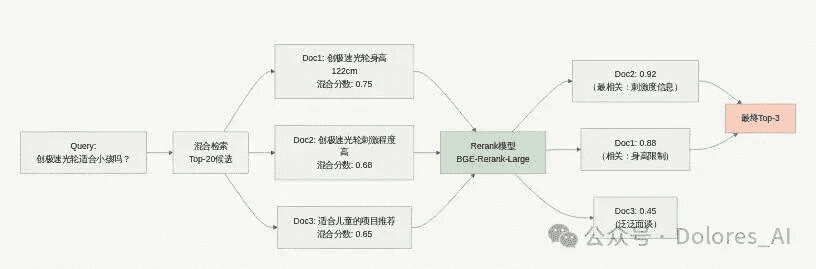 Query:
创极速光轮适合小孩吗？
混合检索
Top-20候选
Doc1: 创极速光轮身高
122cm
混合分数: 0.75
Doc2: 创极速光轮刺激程度
高
混合分数: 0.68
Doc3: 适合儿童的项目推荐
混合分数: 0.65
Rerank模型
BGE-Rerank-Large
Doc2: 0.92
（最相关：刺激度信息）
Doc1: 0.88
（相关：身高限制）
Doc3: 0.45
（泛泛而谈）
最终Top-3
公众号 · Dolores_AI